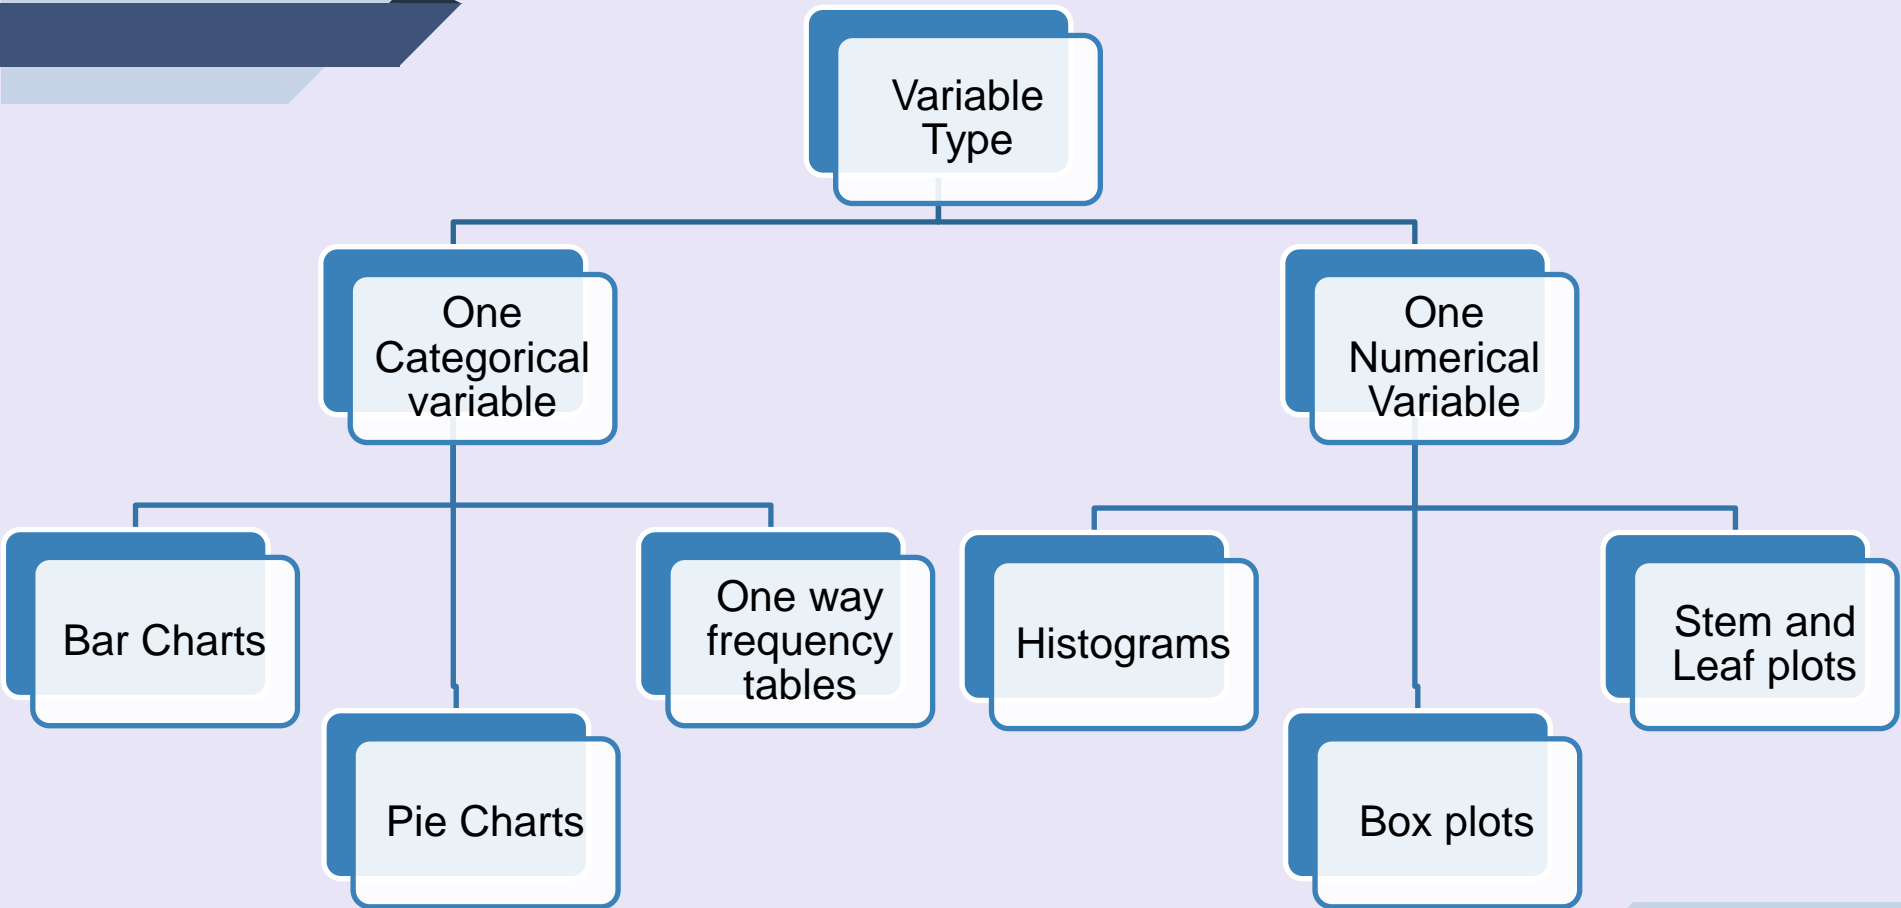 Variable
Type
One
Categorical
variable
One
Numerical
Variable
Bar Charts
Pie Charts
One way
frequency
tables
Histograms
Box plots
Stem and
Leaf plots